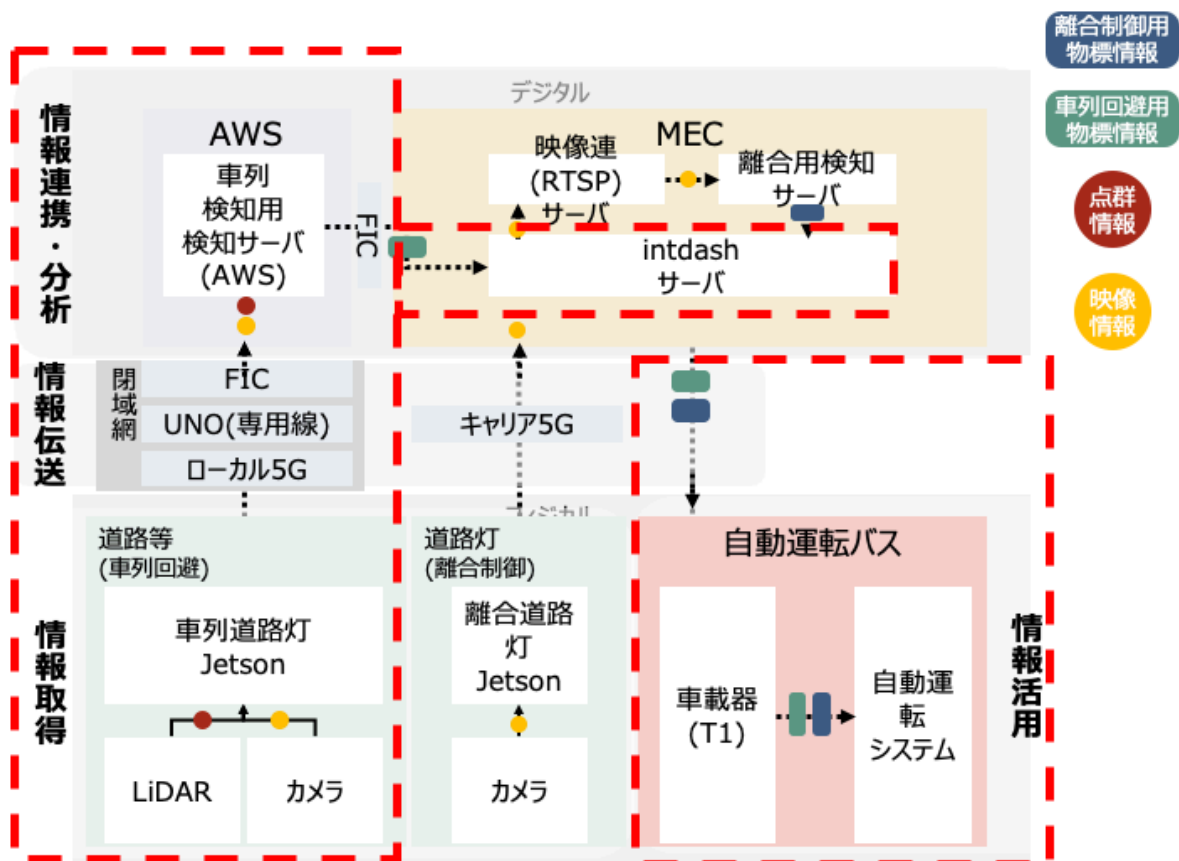 離合制御用
物標情報
車列回避用
物標情報
点群
情報
映像
情報
デジタル
情報連携・分析
AWS
車列
検知用
検知サーバ
(AWS)
FIC
MEC
映像連
(RTSP)
サーバ
離合用検知
サーバ
intdash
サーバ
情報伝送
閉域網
FIC
UNO(専用線)
ローカル5G
キャリア5G
情報取得
道路等
(車列回避)
車列道路灯
Jetson
LiDAR
カメラ
道路灯
(離合制御)
離合道路
灯
Jetson
カメラ
自動運転バス
車載器
(T1)
自動運
転
システム
情報活用